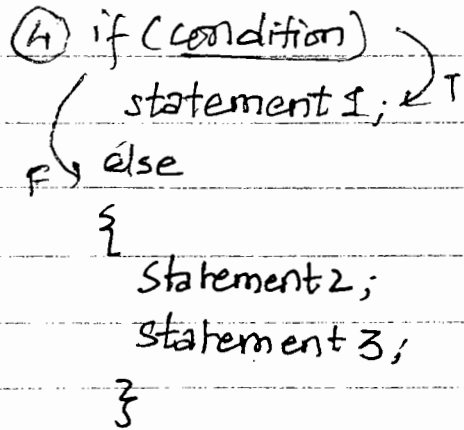 (4) if (condition)
statement 1; T
F else
{
Statement 2;
Statement 3;
}